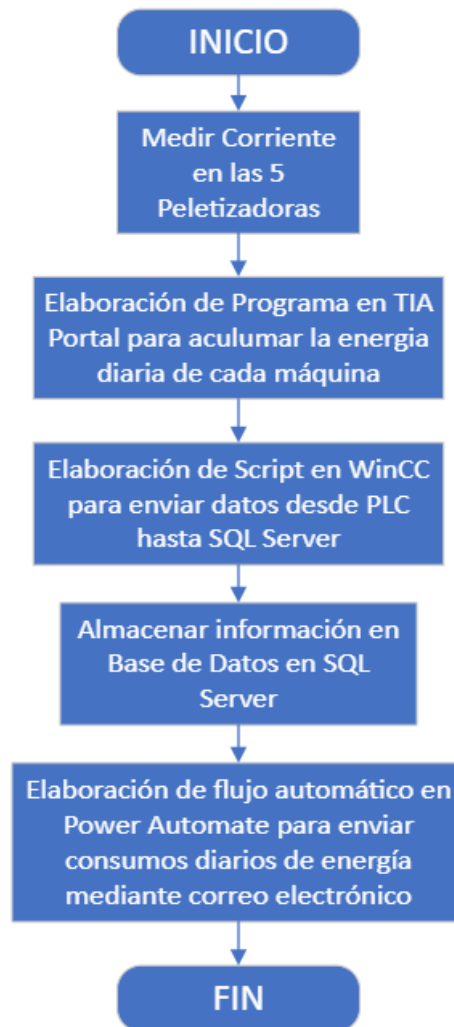 INICIO
Medir Corriente
en las 5
Peletizadoras
Elaboración de Programa en TIA
Portal para aculumar la energia
diaria de cada máquina
Elaboración de Script en WinCC
para enviar datos desde PLC
hasta SQL Server
Almacenar información en
Base de Datos en SQL
Server
Elaboración de flujo automático en
Power Automate para enviar
consumos diarios de energía
mediante correo electrónico
FIN